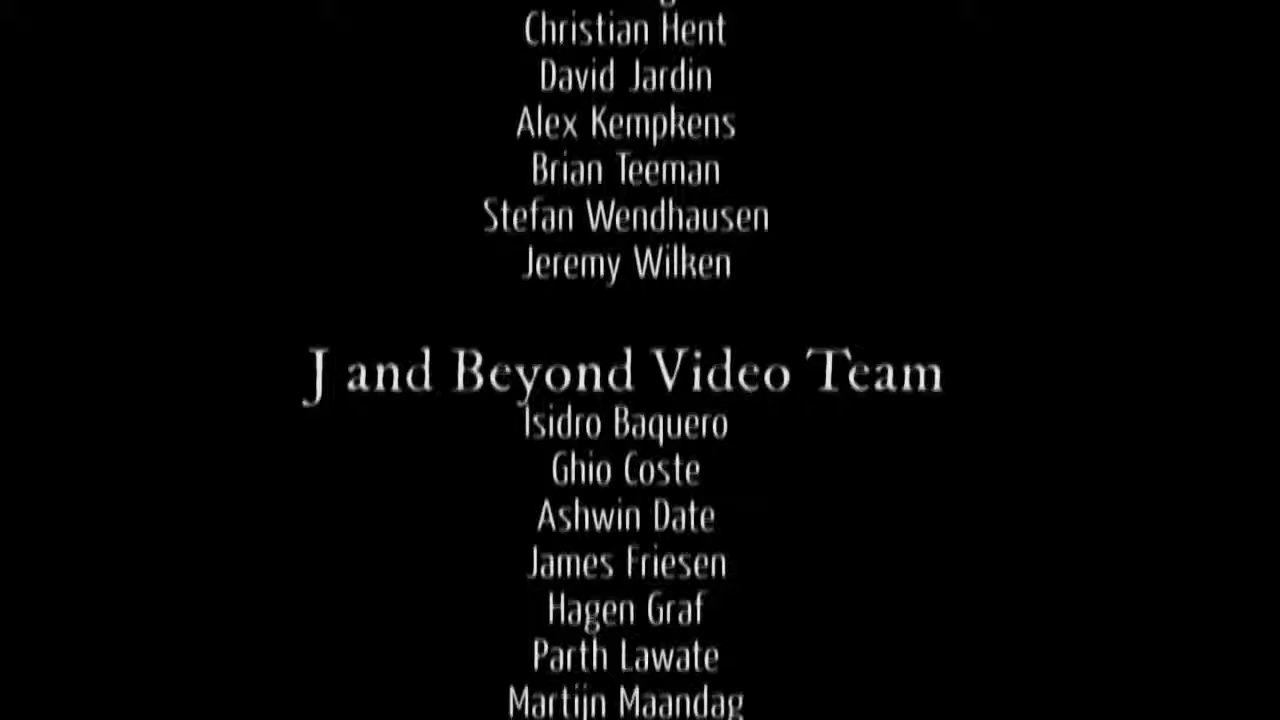 Christian Hent
David Jardin
Alex Kempkens
Brian Teeman
Stefan Wendhausen
Jeremy Wilken
J and Beyond Video Team
Isidro Baquero
Ghio Coste
Ashwin Date
James Friesen
Hagen Graf
Parth Lawate
Martijn Maandag